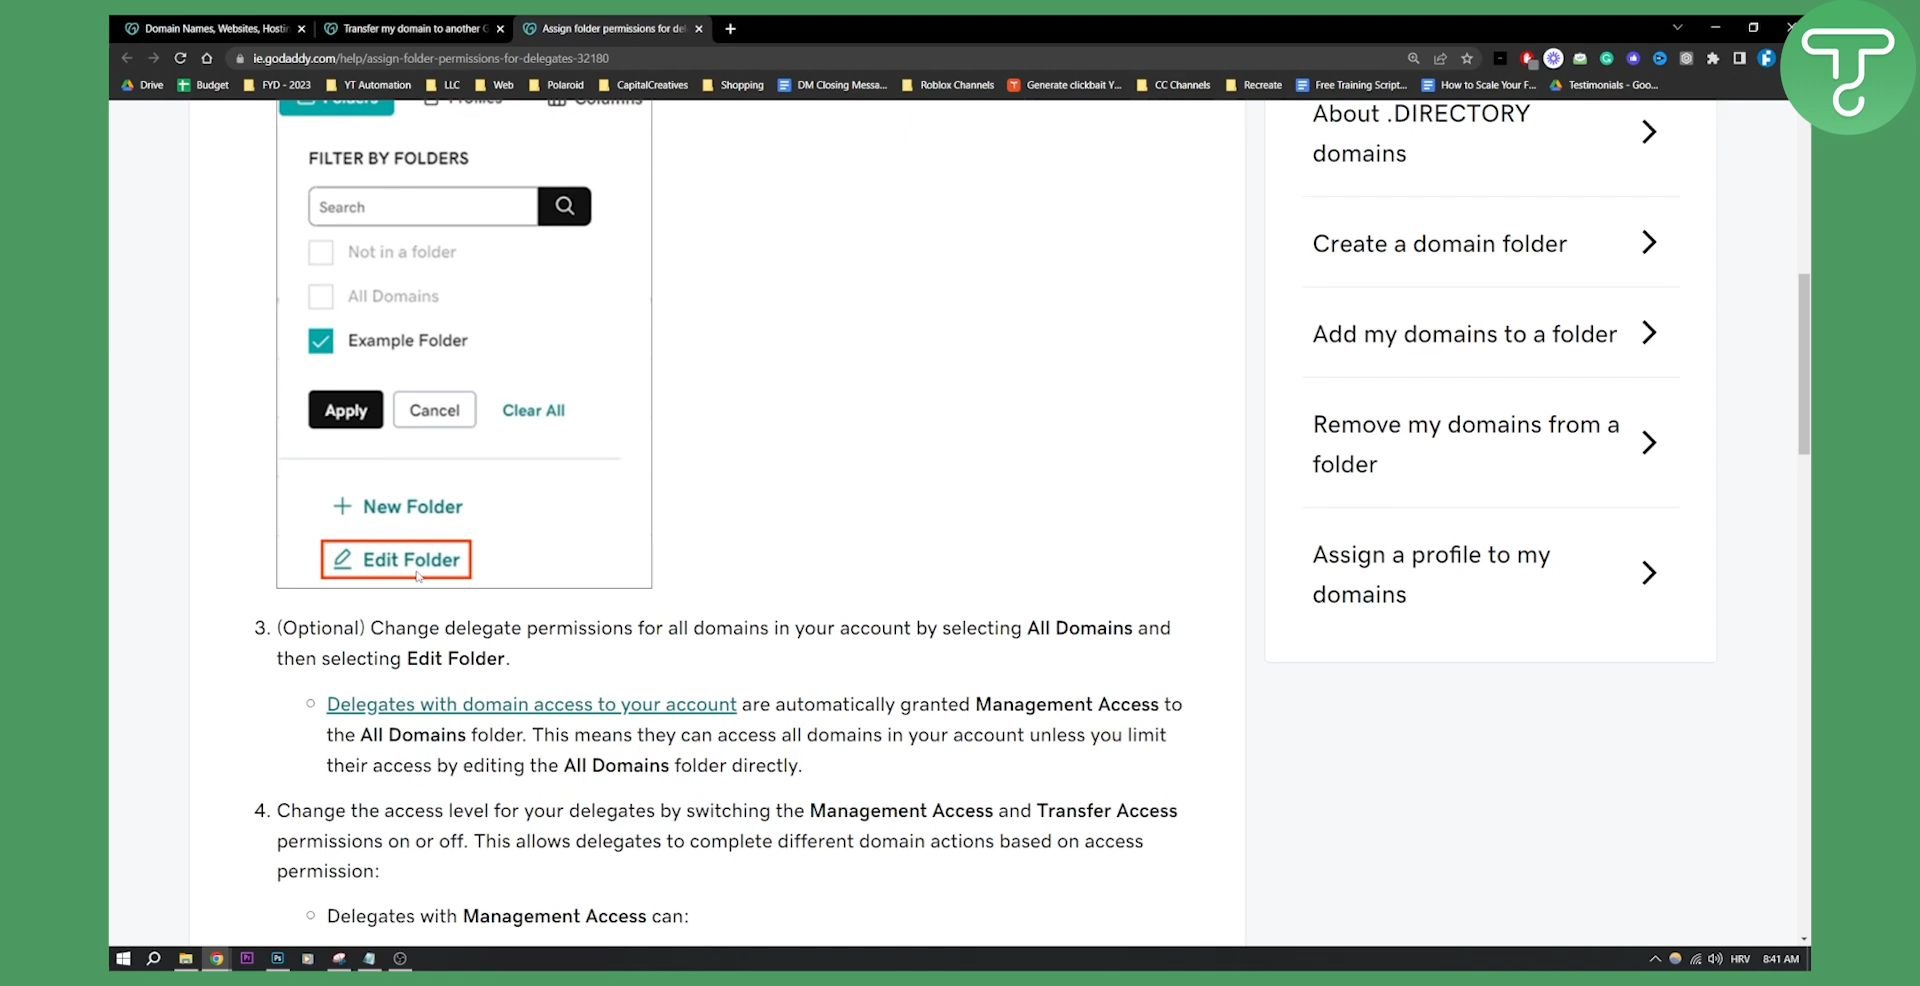 Domain Names, Websites, Hostin
Transfer my domain to another G
Assign folder permissions for del
ie.godaddy.com/help/assign-folder-permissions-for-delegates-32180
Drive
Budget
FYD - 2023
YT Automation
LLC
Web
Polaroid
CapitalCreatives
Shopping
DM Closing Messa...
Roblox Channels
Generate clickbait Y...
CC Channels
Recreate
Free Training Script...
How to Scale Your F...
Testimonials - Goo...
Folders
Profiles
Columns
FILTER BY FOLDERS
Search
Not in a folder
All Domains
Example Folder
Apply
Cancel
Clear All
+ New Folder
Edit Folder
3. (Optional) Change delegate permissions for all domains in your account by selecting All Domains and
then selecting Edit Folder.
Delegates with domain access to your account are automatically granted Management Access to
the All Domains folder. This means they can access all domains in your account unless you limit
their access by editing the All Domains folder directly.
4. Change the access level for your delegates by switching the Management Access and Transfer Access
permissions on or off. This allows delegates to complete different domain actions based on access
permission:
Delegates with Management Access can:
About .DIRECTORY
domains
Create a domain folder
Add my domains to a folder
Remove my domains from a
folder
Assign a profile to my
domains
Pr
Ps
HRV
8:41 AM